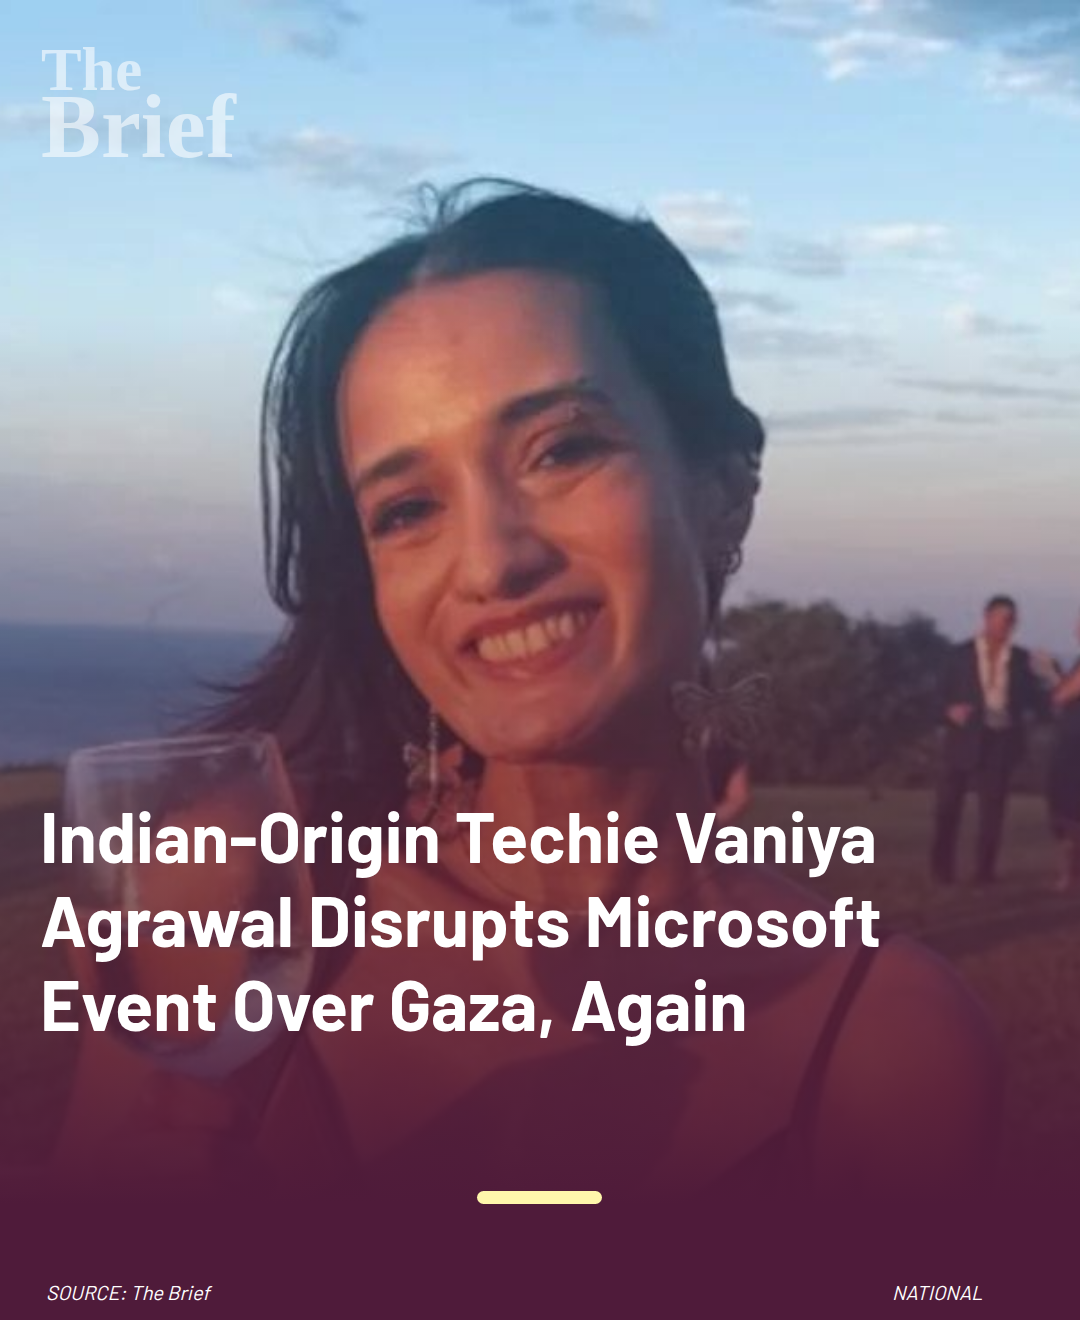 The
Brief
Indian-Origin Techie Vaniya
Agrawal Disrupts Microsoft
Event Over Gaza, Again
SOURCE: The Brief
NATIONAL